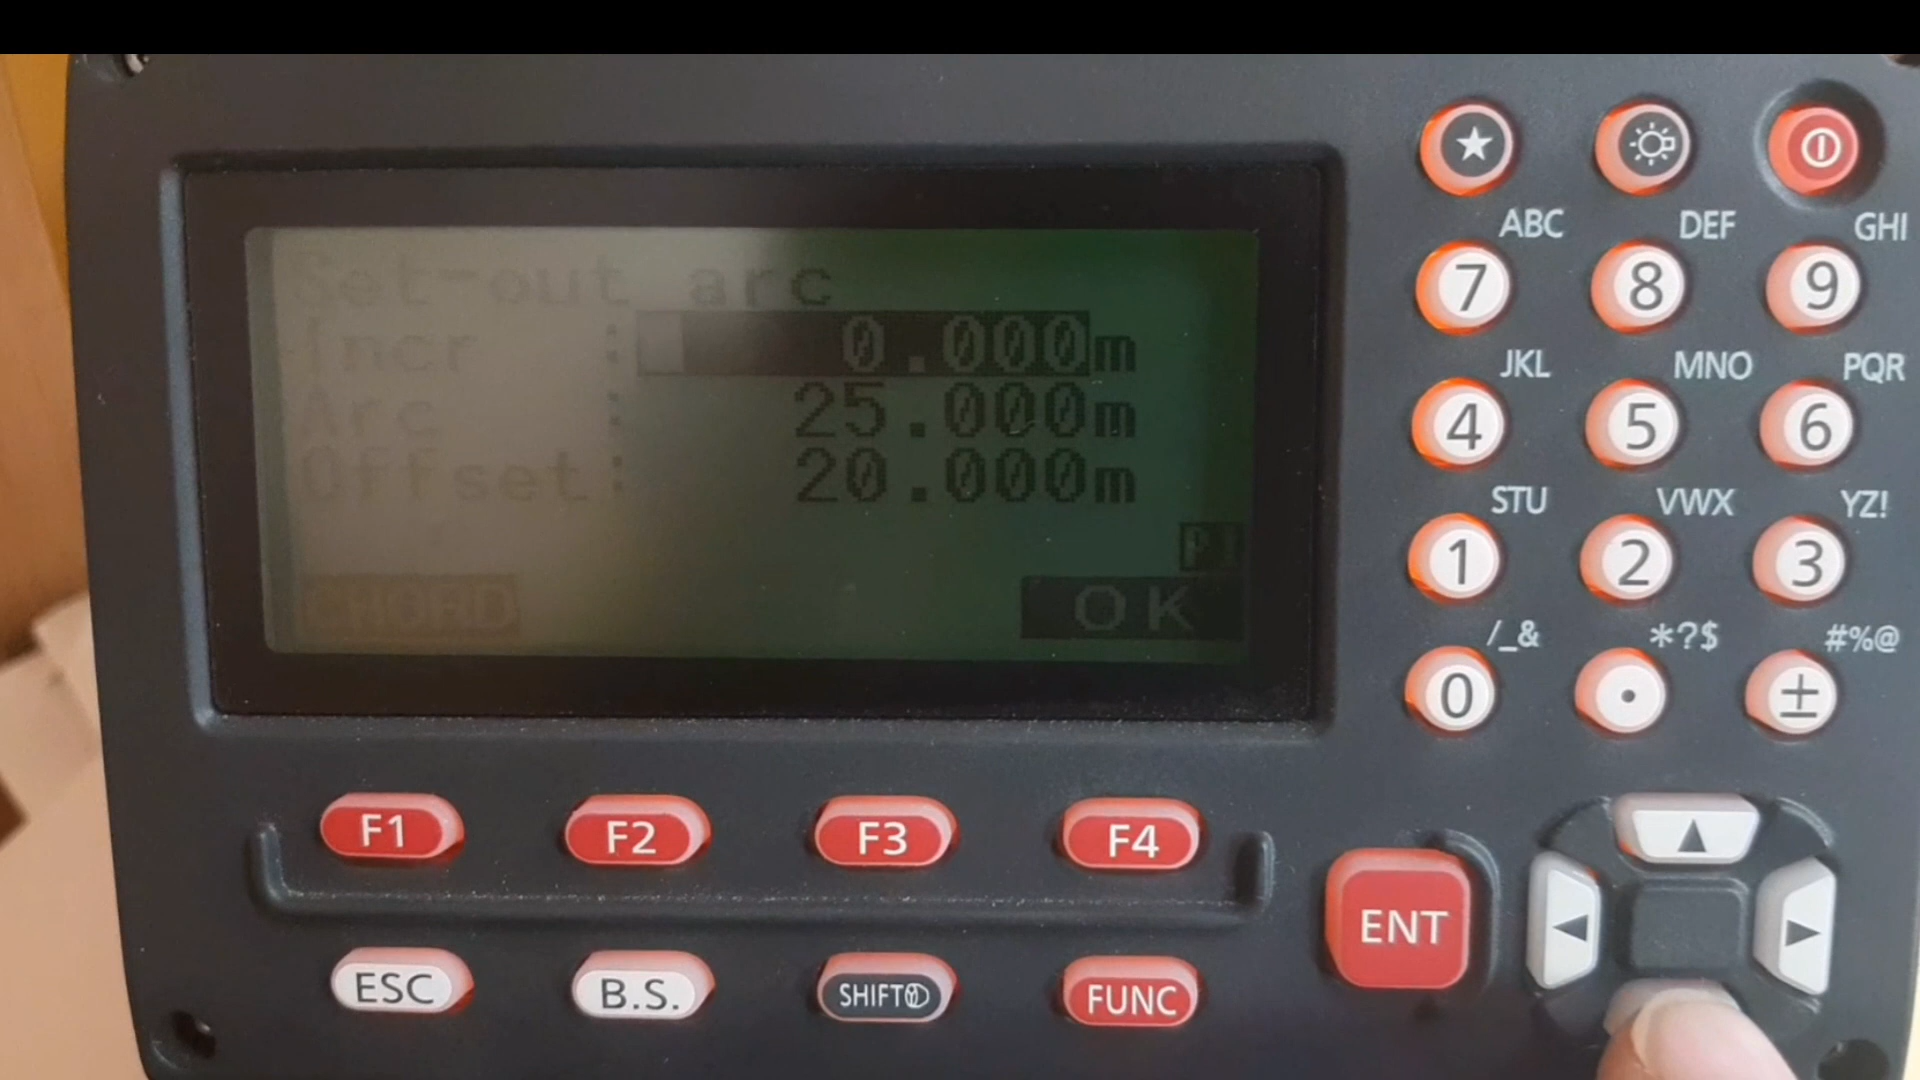 Set-out arc
Incr : 0.000m
Arc : 25.000m
Offset: 20.000m
P1
CHORD OK
ABC DEF GHI
7 8 9
JKL MNO PQR
4 5 6
STU VWX YZ!
1 2 3
/_& *?$ #%@
0 . ±
F1 F2 F3 F4
ENT
ESC B.S. SHIFT FUNC